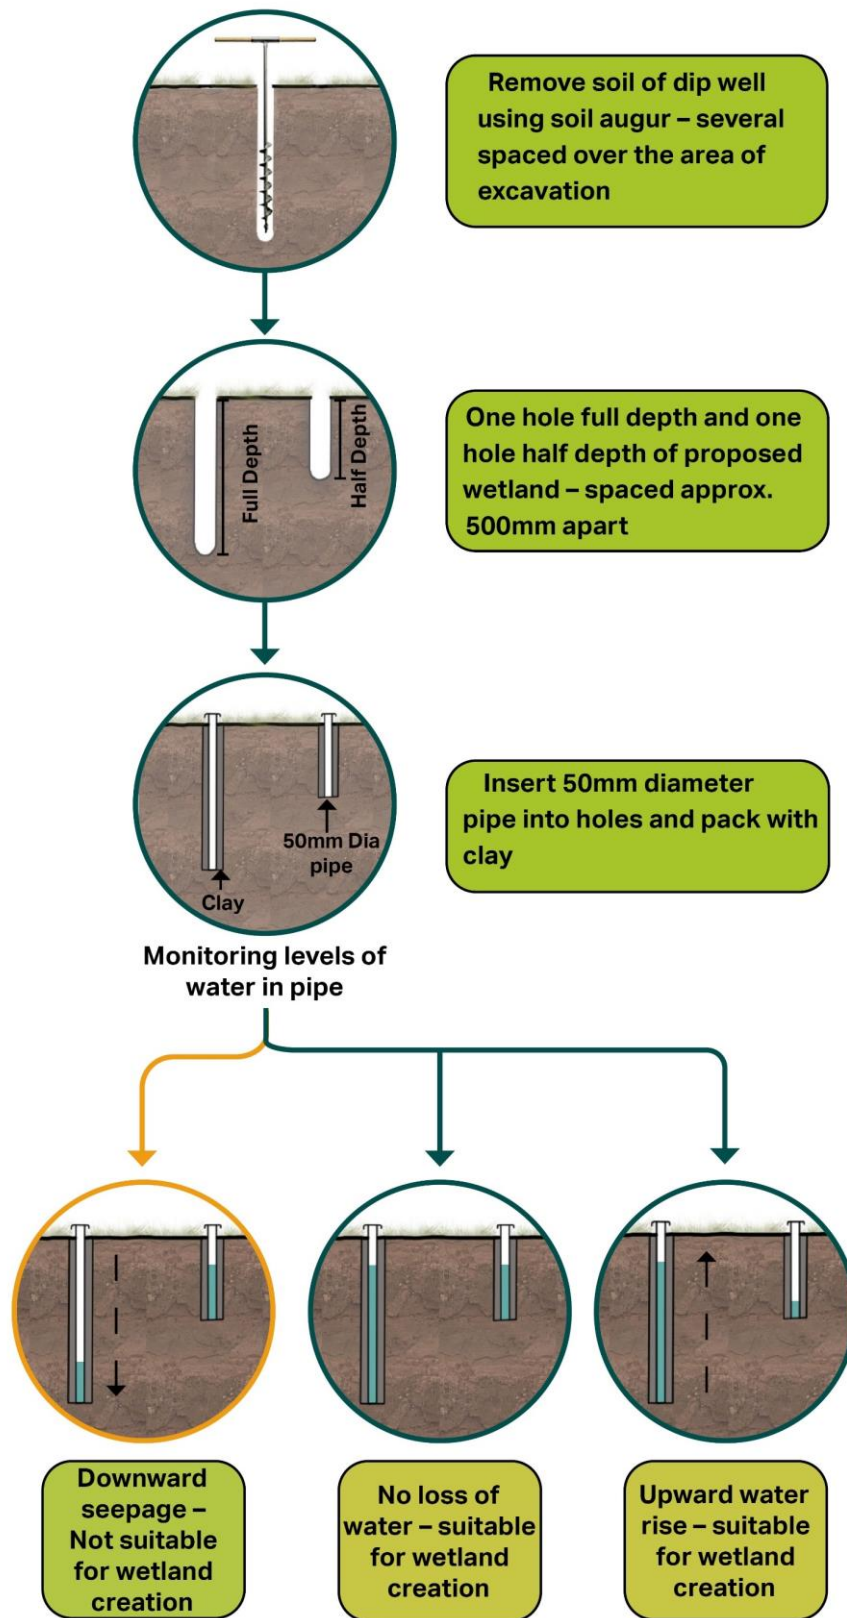 Remove soil of dip well
using soil augur – several
spaced over the area of
excavation
Full Depth
Half Depth
One hole full depth and one
hole half depth of proposed
wetland – spaced approx.
500mm apart
50mm Dia
pipe
Clay
Insert 50mm diameter
pipe into holes and pack with
clay
Monitoring levels of
water in pipe
Downward
seepage –
Not suitable
for wetland
creation
No loss of
water – suitable
for wetland
creation
Upward water
rise – suitable
for wetland
creation